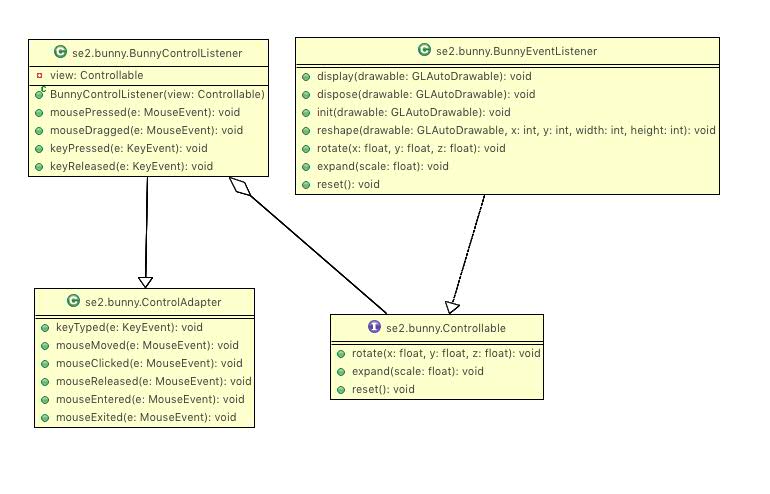 se2.bunny.BunnyControlListener
view: Controllable
BunnyControlListener(view: Controllable)
mousePressed(e: MouseEvent): void
mouseDragged(e: MouseEvent): void
keyPressed(e: KeyEvent): void
keyReleased(e: KeyEvent): void
se2.bunny.BunnyEventListener
display(drawable: GLAutoDrawable): void
dispose(drawable: GLAutoDrawable): void
init(drawable: GLAutoDrawable): void
reshape(drawable: GLAutoDrawable, x: int, y: int, width: int, height: int): void
rotate(x: float, y: float, z: float): void
expand(scale: float): void
reset(): void
se2.bunny.ControlAdapter
keyTyped(e: KeyEvent): void
mouseMoved(e: MouseEvent): void
mouseClicked(e: MouseEvent): void
mouseReleased(e: MouseEvent): void
mouseEntered(e: MouseEvent): void
mouseExited(e: MouseEvent): void
se2.bunny.Controllable
rotate(x: float, y: float, z: float): void
expand(scale: float): void
reset(): void